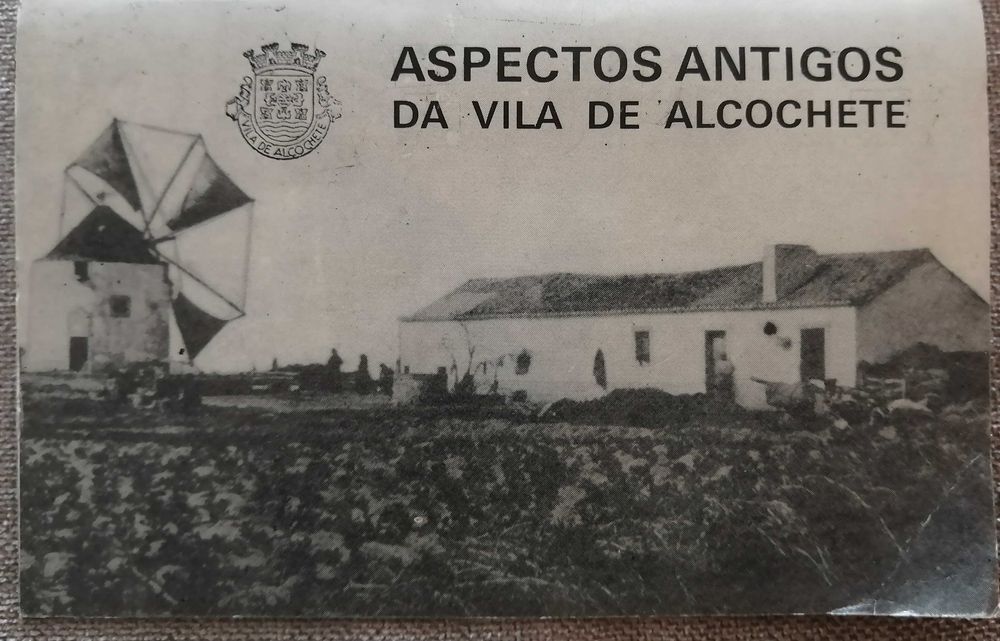 ASPECTOS ANTIGOS
DA VILA DE ALCOCHETE
VILA DE ALCOCHETE